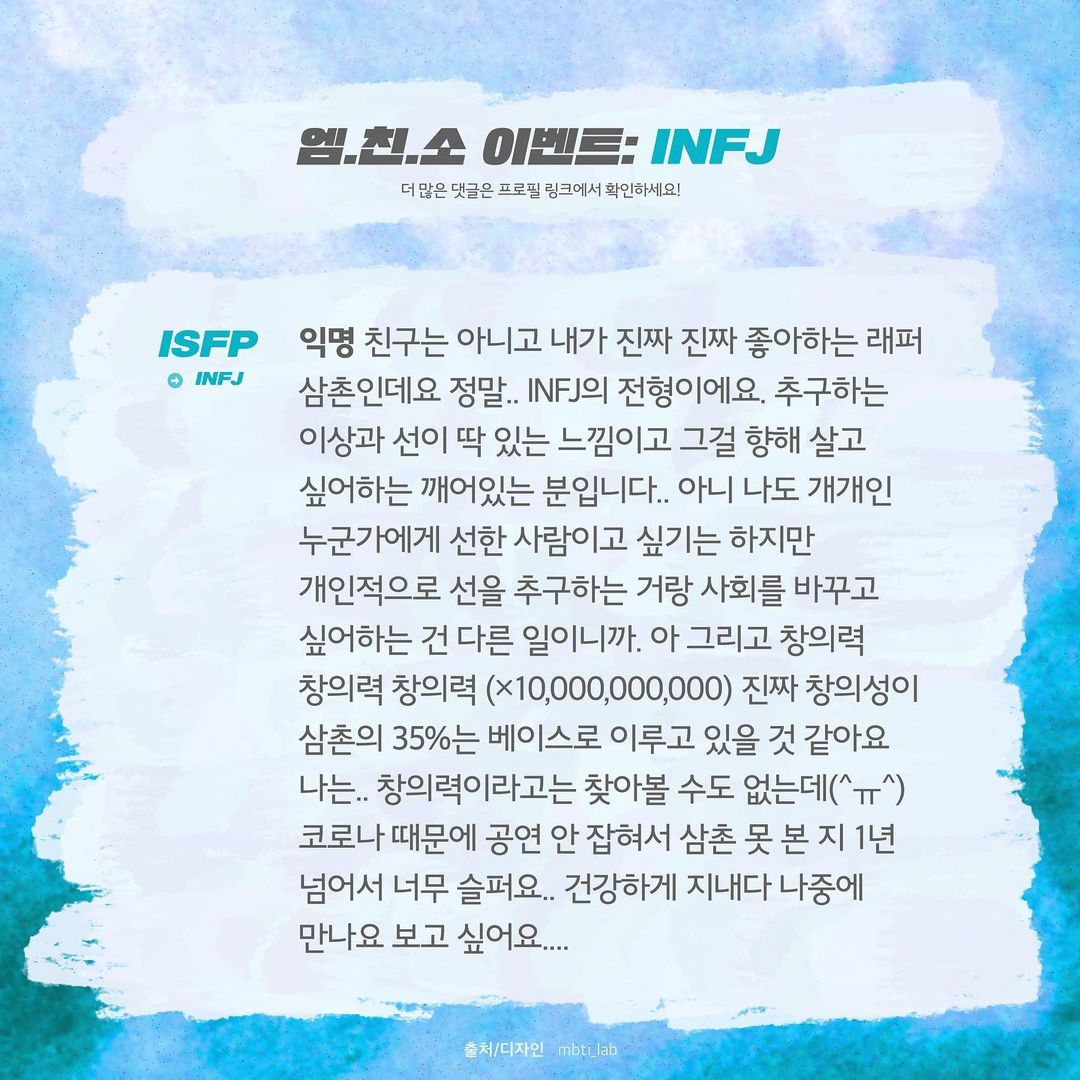 엠.친.소 이벤트: INFJ
더 많은 댓글은 프로필 링크에서 확인하세요!
ISFP
INFJ
익명 친구는 아니고 내가 진짜 진짜 좋아하는 래퍼
삼촌인데요 정말.. INFJ의 전형이에요. 추구하는
이상과 선이 딱 있는 느낌이고 그걸 향해 살고
싶어하는 깨어있는 분입니다.. 아니 나도 개개인
누군가에게 선한 사람이고 싶기는 하지만
개인적으로 선을 추구하는 거랑 사회를 바꾸고
싶어하는 건 다른 일이니까. 아 그리고 창의력
창의력 창의력 (×10,000,000,000) 진짜 창의성이
삼촌의 35%는 베이스로 이루고 있을 것 같아요
나는.. 창의력이라고는 찾아볼 수도 없는데(^ㅠ^)
코로나 때문에 공연 안 잡혀서 삼촌 못 본 지 1년
넘어서 너무 슬퍼요.. 건강하게 지내다 나중에
만나요 보고 싶어요....
출처/디자인 mbti_lab